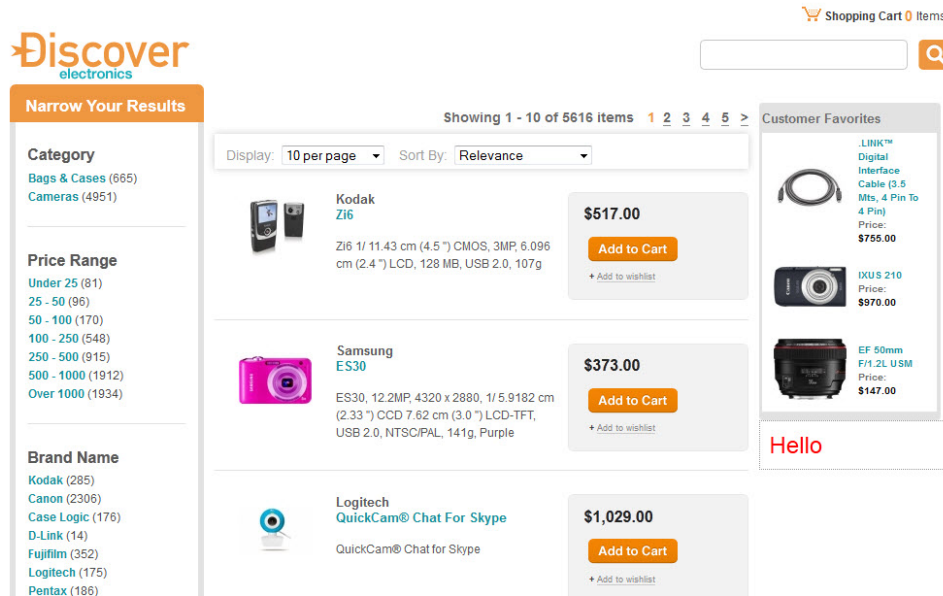 Shopping Cart 0 Items
Discover
electronics
Narrow Your Results
Category
Bags & Cases (665)
Cameras (4951)
Price Range
Under 25 (81)
25 - 50 (96)
50 - 100 (170)
100 - 250 (548)
250 - 500 (915)
500 - 1000 (1912)
Over 1000 (1934)
Brand Name
Kodak (285)
Canon (2306)
Case Logic (176)
D-Link (14)
Fujifilm (352)
Logitech (175)
Pentax (186)
Showing 1 - 10 of 5616 items 1 2 3 4 5 >
Display: 10 per page Sort By: Relevance
Kodak
Zi6
Zi6 1/ 11.43 cm (4.5 ") CMOS, 3MP, 6.096
cm (2.4 ") LCD, 128 MB, USB 2.0, 107g
$517.00
Add to Cart
+ Add to wishlist
Samsung
ES30
ES30, 12.2MP, 4320 x 2880, 1/ 5.9182 cm
(2.33 ") CCD 7.62 cm (3.0 ") LCD-TFT,
USB 2.0, NTSC/PAL, 141g, Purple
$373.00
Add to Cart
+ Add to wishlist
Logitech
QuickCam® Chat For Skype
QuickCam® Chat for Skype
$1,029.00
Add to Cart
+ Add to wishlist
Customer Favorites
.LINK™
Digital
Interface
Cable (3.5
Mts, 4 Pin To
4 Pin)
Price:
$755.00
IXUS 210
Price:
$970.00
EF 50mm
F/1.2L USM
Price:
$147.00
Hello